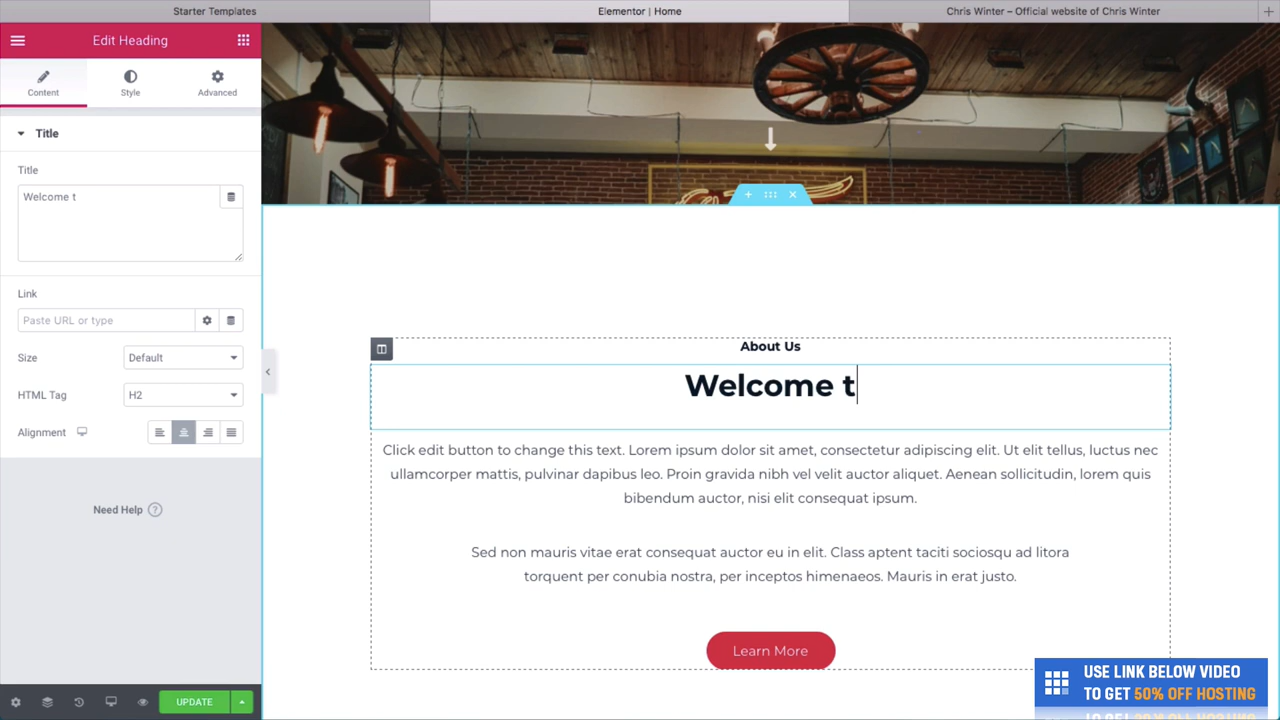 Starter Templates
Elementor | Home
Chris Winter – Official website of Chris Winter
Edit Heading
Content
Style
Advanced
Title
Title
Welcome t
Link
Paste URL or type
Size
Default
HTML Tag
H2
Alignment
Need Help ?
UPDATE
About Us
Welcome t
Click edit button to change this text. Lorem ipsum dolor sit amet, consectetur adipiscing elit. Ut elit tellus, luctus nec
ullamcorper mattis, pulvinar dapibus leo. Proin gravida nibh vel velit auctor aliquet. Aenean sollicitudin, lorem quis
bibendum auctor, nisi elit consequat ipsum.
Sed non mauris vitae erat consequat auctor eu in elit. Class aptent taciti sociosqu ad litora
torquent per conubia nostra, per inceptos himenaeos. Mauris in erat justo.
Learn More
USE LINK BELOW VIDEO
TO GET 50% OFF HOSTING